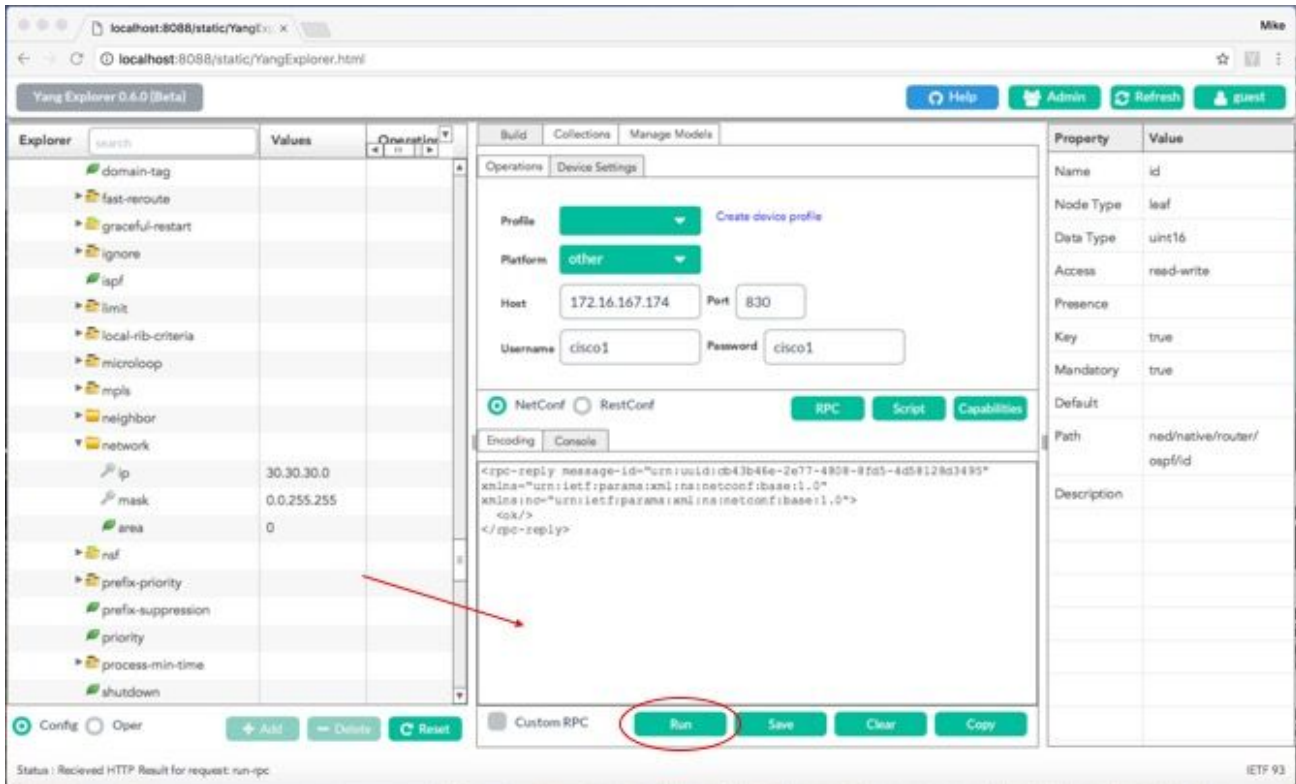 localhost:8088/static/YangEx
Mike
localhost:8088/static/YangExplorer.html
Yang Explorer 0.6.0 (Beta)
Help
Admin
Refresh
guest
Explorer
search
Values
Operation
domain-tag
fast-reroute
graceful-restart
ignore
ispf
limit
local-rib-criteria
microloop
mpls
neighbor
network
ip 30.30.30.0
mask 0.0.255.255
area 0
nsf
prefix-priority
prefix-suppression
priority
process-min-time
shutdown
Config
Oper
Add
Delete
Reset
Build
Collections
Manage Models
Operations
Device Settings
Profile
Create device profile
Platform other
Host 172.16.167.174 Port 830
Username cisco1 Password cisco1
NetConf
RestConf
RPC
Script
Capabilities
Encoding
Console
<rpc-reply message-id="urn:uuid:db43b46e-2e77-4808-8fd5-4d58128d3495"
xmlns="urn:ietf:params:xml:ns:netconf:base:1.0"
xmlns:nc="urn:ietf:params:xml:ns:netconf:base:1.0">
<ok/>
</rpc-reply>
Custom RPC
Run
Save
Clear
Copy
Property Value
Name id
Node Type leaf
Data Type uint16
Access read-write
Presence
Key true
Mandatory true
Default
Path ned/native/router/
ospf/id
Description
Status : Recieved HTTP Result for request: run-rpc
IETF 93